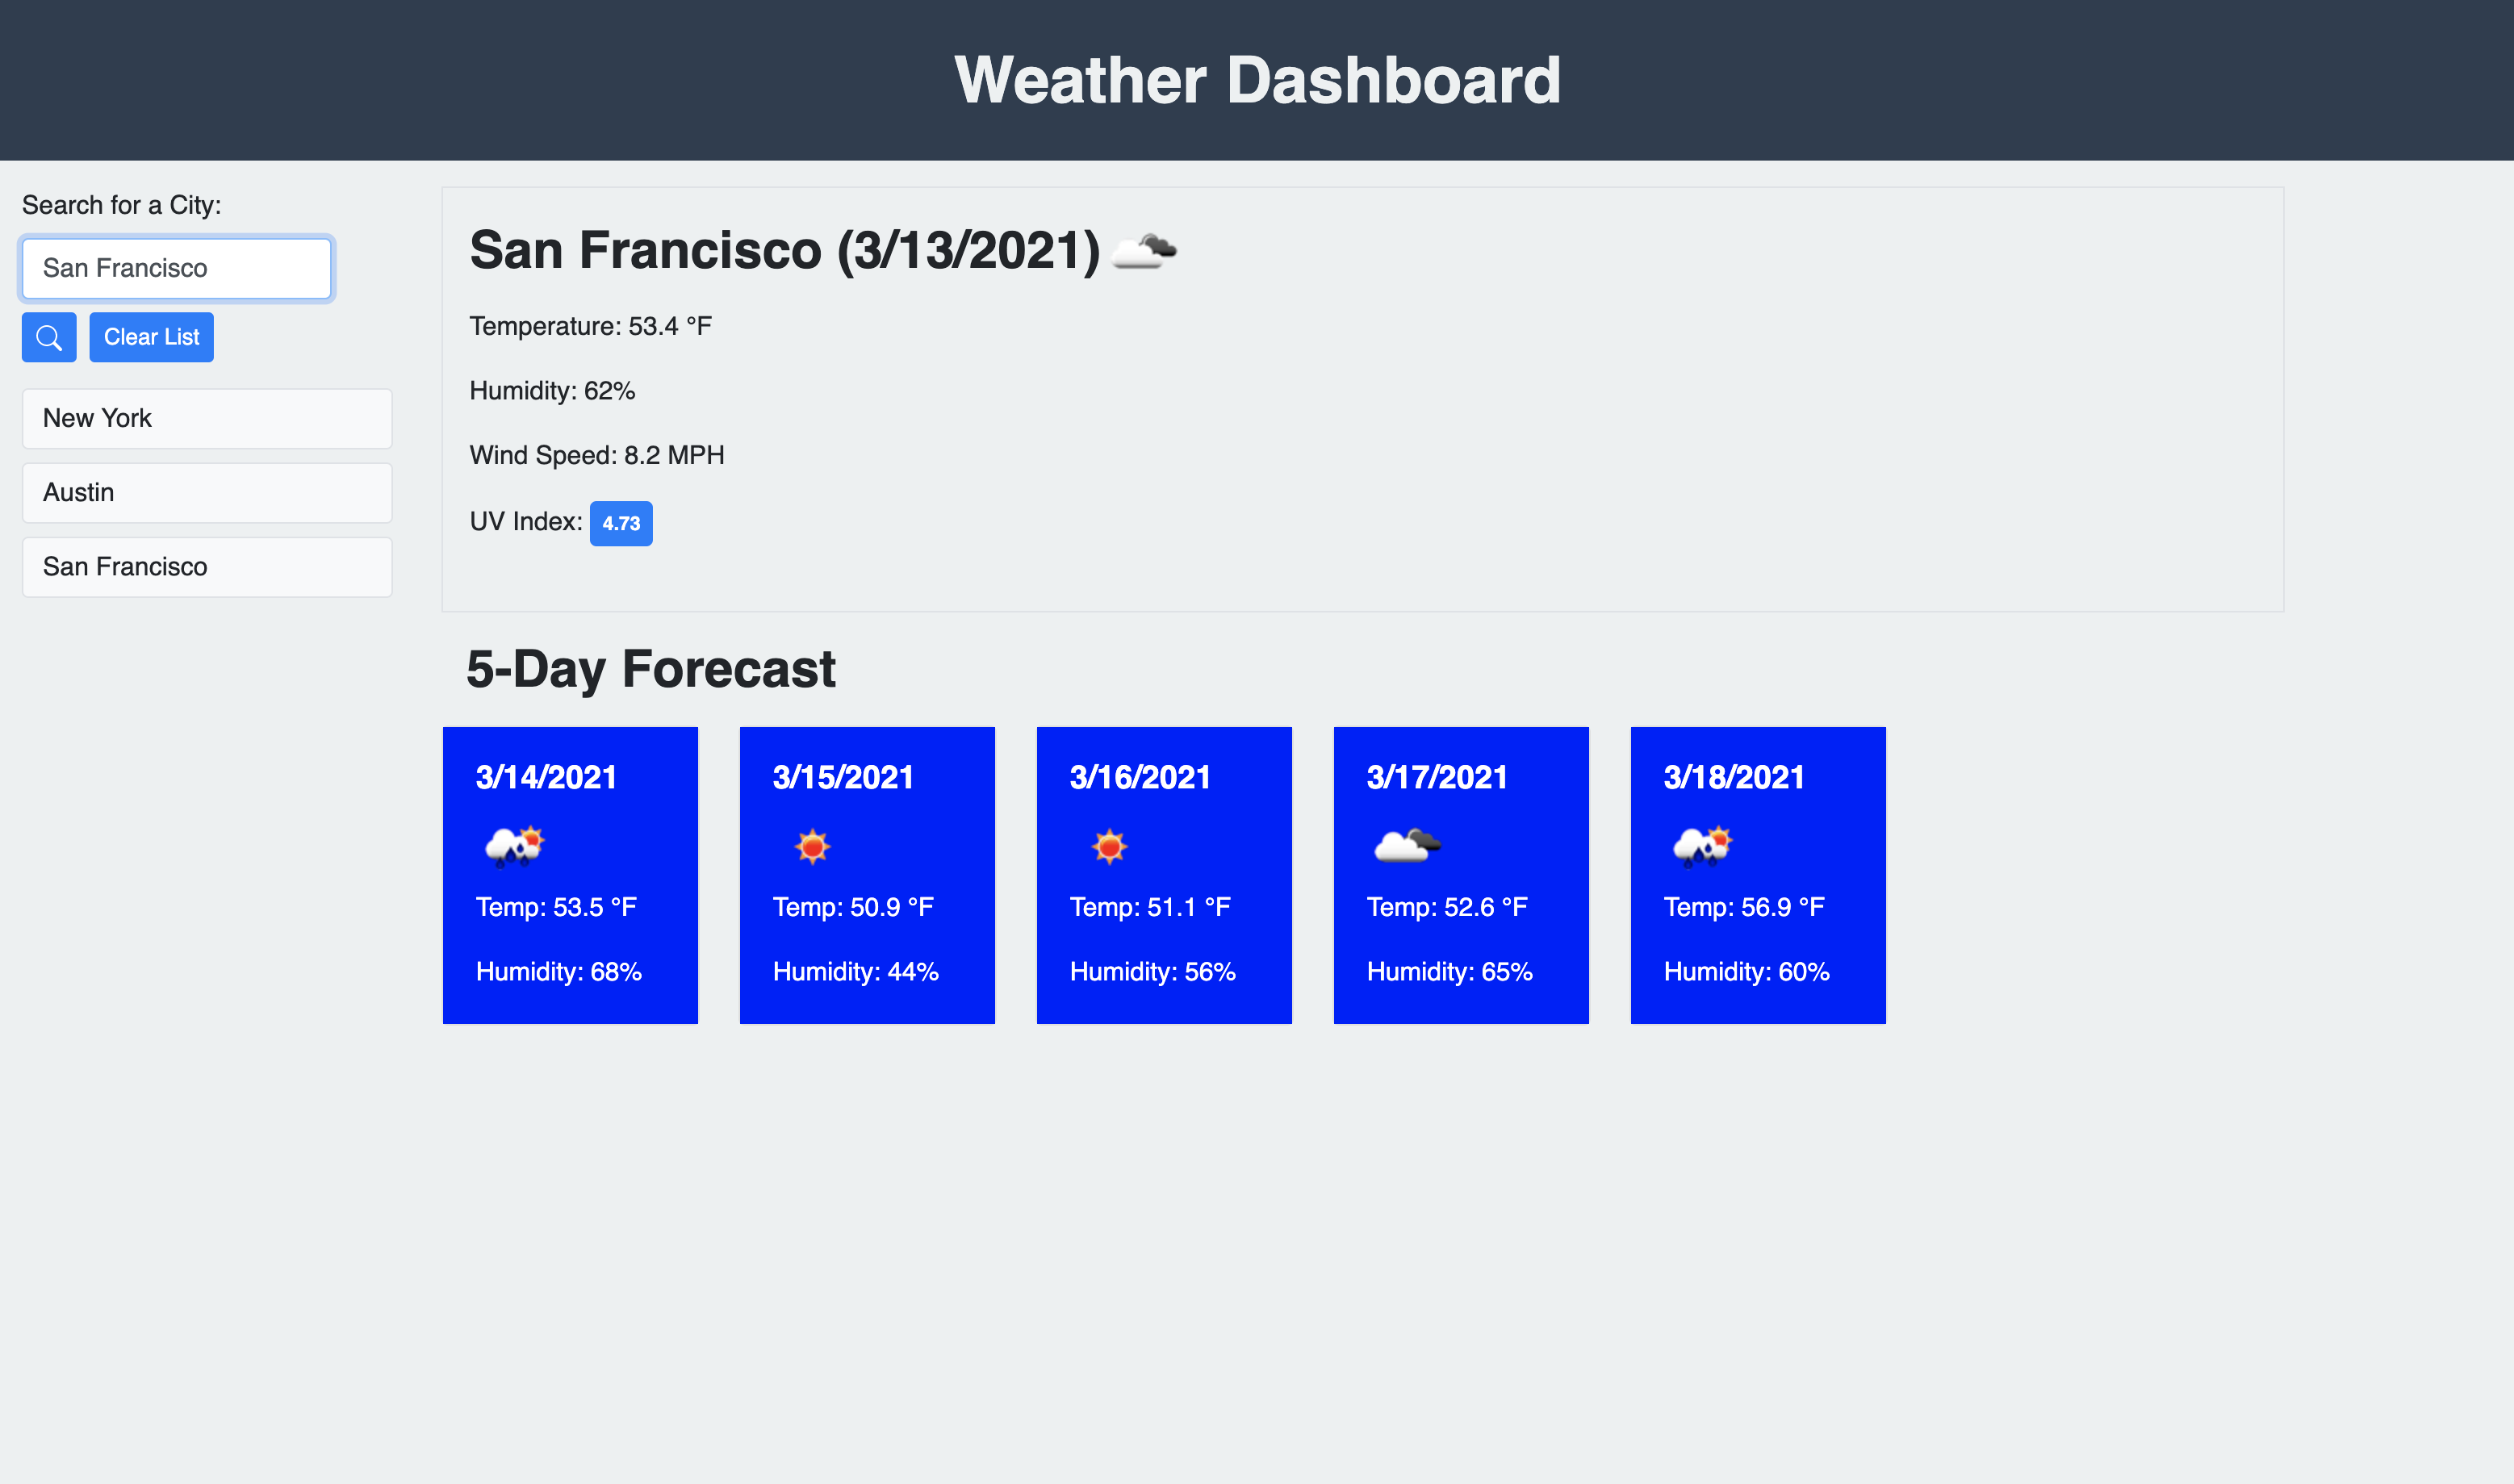 Weather Dashboard
Search for a City:
San Francisco
Clear List
New York
Austin
San Francisco
San Francisco (3/13/2021)
Temperature: 53.4 °F
Humidity: 62%
Wind Speed: 8.2 MPH
UV Index: 4.73
5-Day Forecast
3/14/2021
Temp: 53.5 °F
Humidity: 68%
3/15/2021
Temp: 50.9 °F
Humidity: 44%
3/16/2021
Temp: 51.1 °F
Humidity: 56%
3/17/2021
Temp: 52.6 °F
Humidity: 65%
3/18/2021
Temp: 56.9 °F
Humidity: 60%